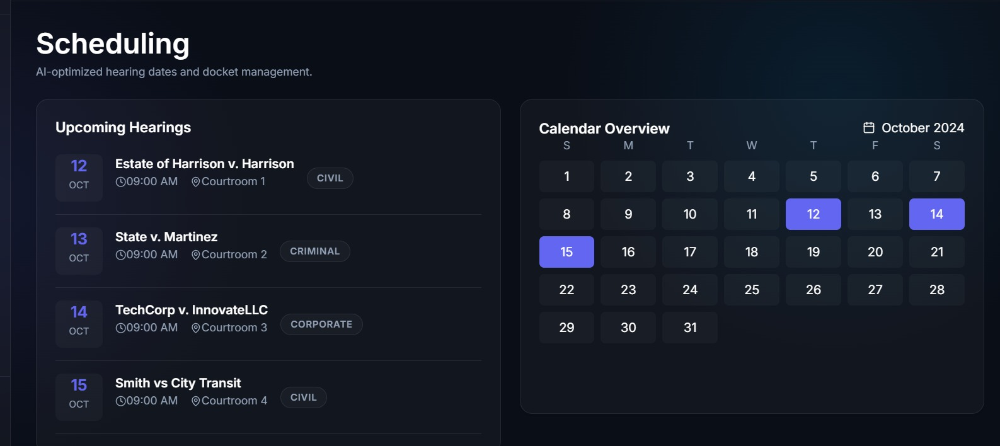 Scheduling
AI-optimized hearing dates and docket management.
Upcoming Hearings
12
OCT
Estate of Harrison v. Harrison
09:00 AM Courtroom 1
CIVIL
13
OCT
State v. Martinez
09:00 AM Courtroom 2
CRIMINAL
14
OCT
TechCorp v. InnovateLLC
09:00 AM Courtroom 3
CORPORATE
15
OCT
Smith vs City Transit
09:00 AM Courtroom 4
CIVIL
Calendar Overview
October 2024
S M T W T F S
1 2 3 4 5 6 7
8 9 10 11 12 13 14
15 16 17 18 19 20 21
22 23 24 25 26 27 28
29 30 31